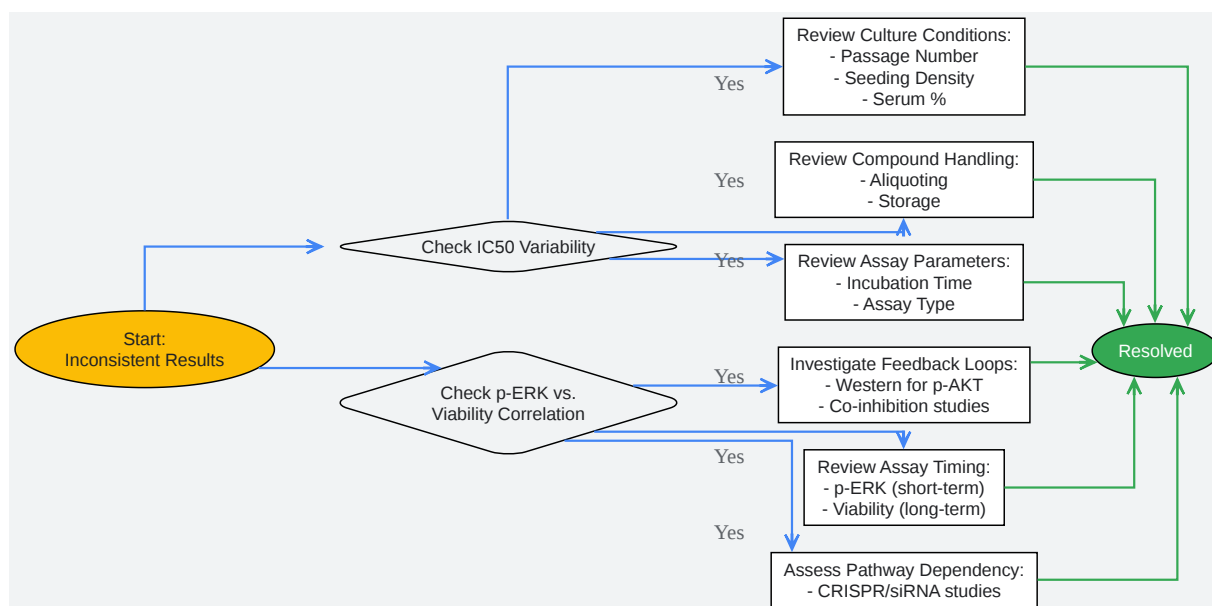 Review Culture Conditions:
- Passage Number
- Seeding Density
- Serum %
Yes
Review Compound Handling:
- Aliquoting
- Storage
Yes
Check IC50 Variability
Review Assay Parameters:
- Incubation Time
- Assay Type
Yes
Start:
Inconsistent Results
Resolved
Check p-ERK vs.
Viability Correlation
Yes
Investigate Feedback Loops:
- Western for p-AKT
- Co-inhibition studies
Yes
Review Assay Timing:
- p-ERK (short-term)
- Viability (long-term)
Yes
Assess Pathway Dependency:
- CRISPR/siRNA studies